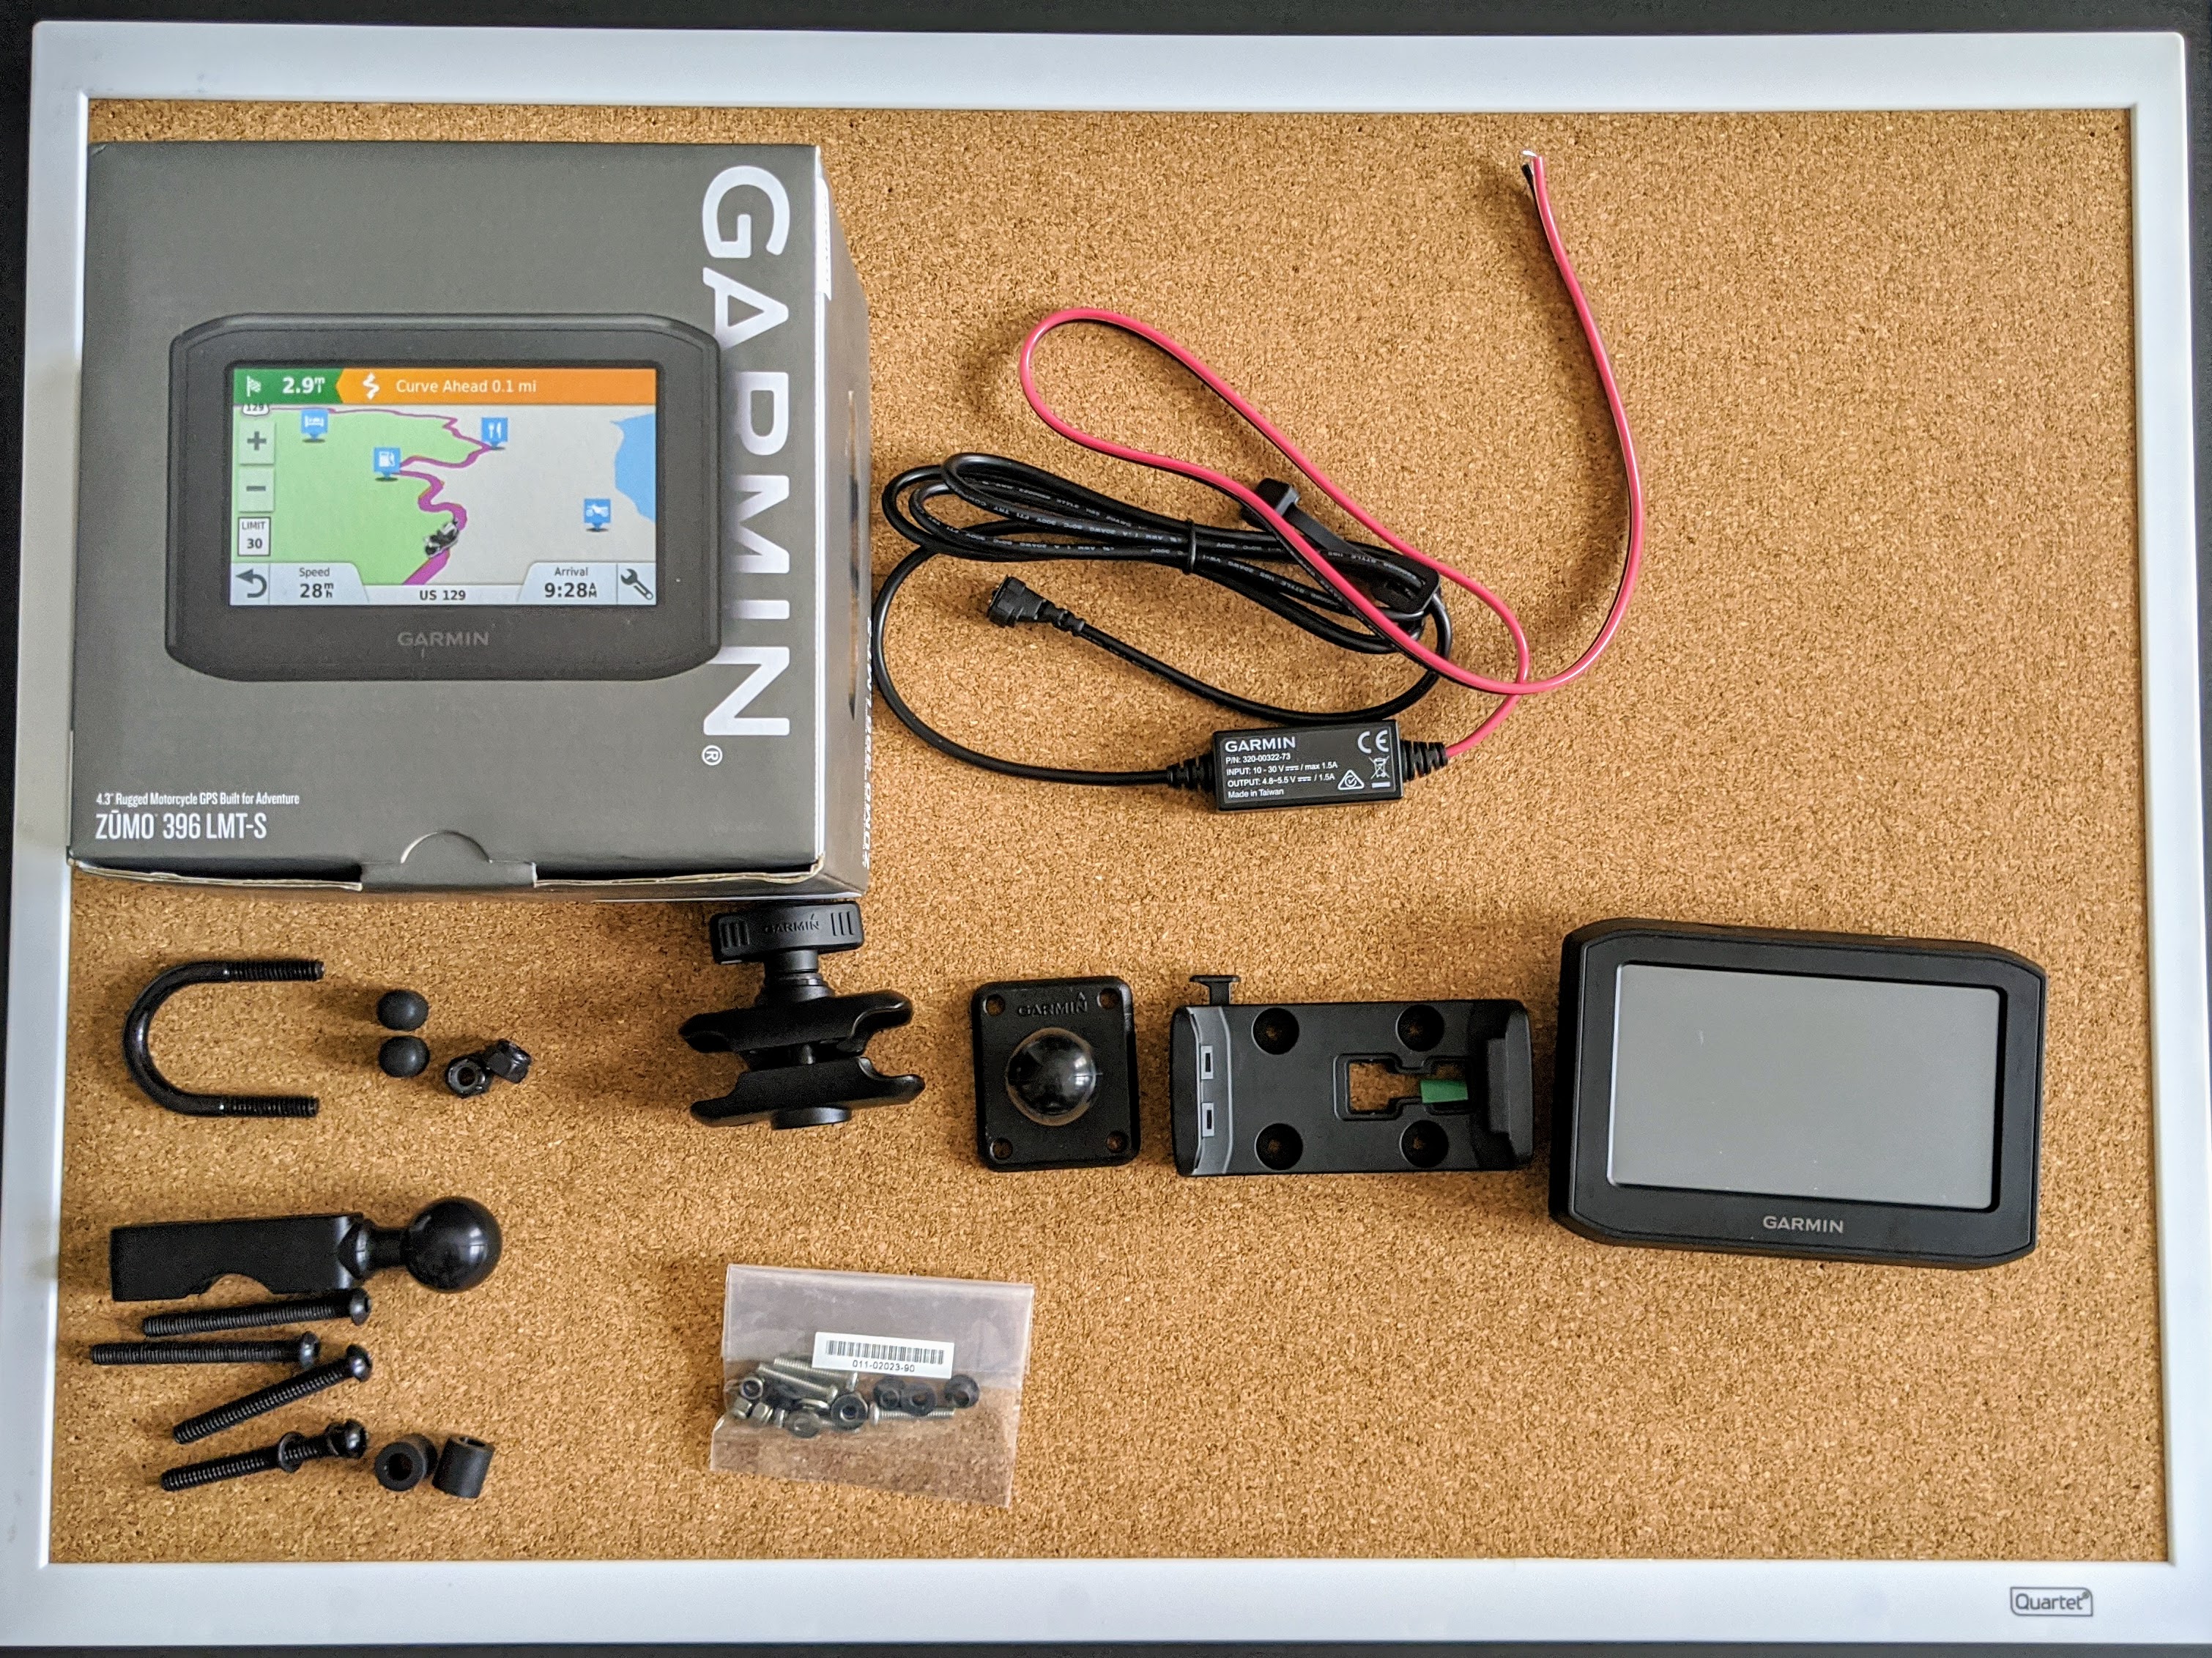 GARMIN®
2.9 mi
Curve Ahead 0.1 mi
129
+
−
LIMIT
30
Speed
28 mh
US 129
Arrival
9:28 AM
GARMIN
4.3" Rugged Motorcycle GPS Built for Adventure
ZŪMO™ 396 LMT-S
GARMIN CE
P/N: 320-00322-73
INPUT: 10 - 30 V / max 1.5A
OUTPUT: 4.8~5.5 V / 1.5A
Made in Taiwan
GARMIN
GARMIN
GARMIN
011-02023-90
Quartet®